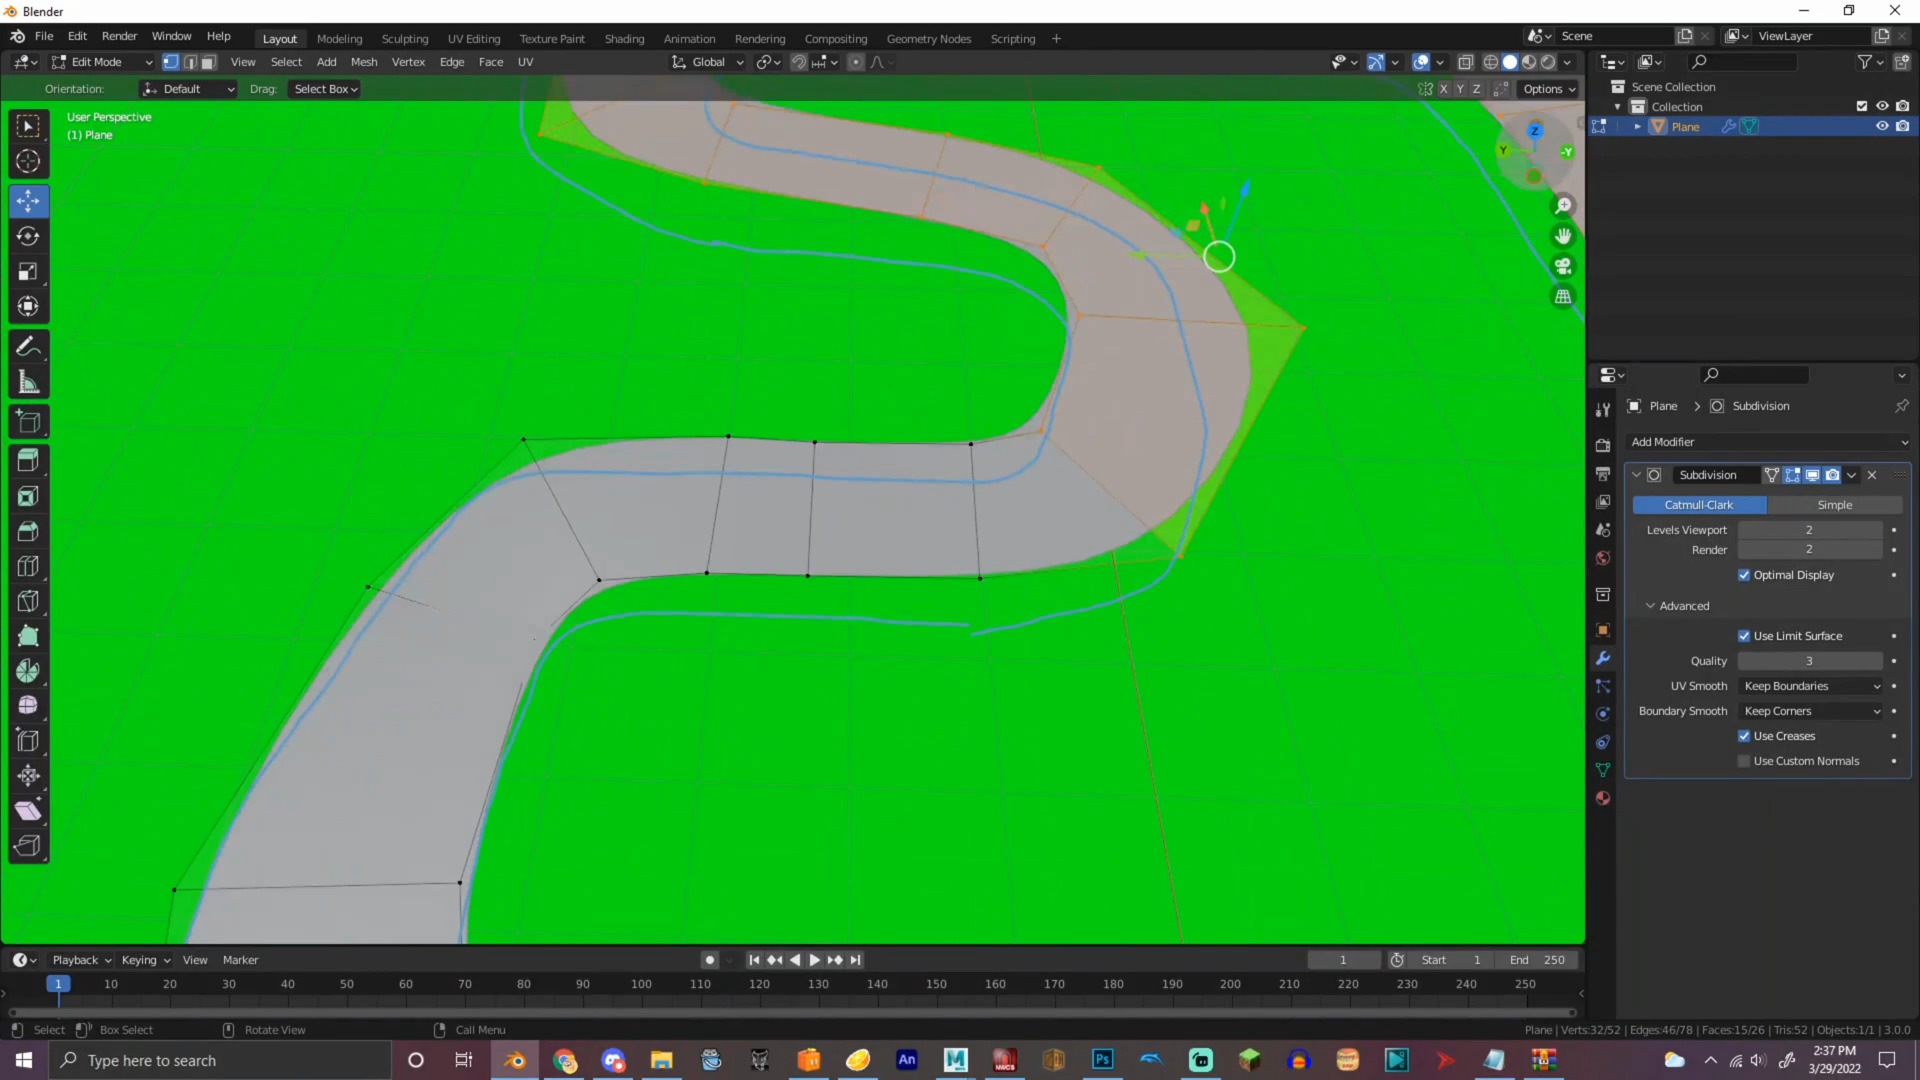 Blender
File Edit Render Window Help
Layout Modeling Sculpting UV Editing Texture Paint Shading Animation Rendering Compositing Geometry Nodes Scripting +
Scene ViewLayer
Edit Mode View Select Add Mesh Vertex Edge Face UV Global
Orientation: Default Drag: Select Box X Y Z Options
User Perspective
(1) Plane
Z
Y -Y
Scene Collection
Collection
Plane
Plane > Subdivision
Add Modifier
Subdivision
Catmull-Clark Simple
Levels Viewport 2
Render 2
Optimal Display
Advanced
Use Limit Surface
Quality 3
UV Smooth Keep Boundaries
Boundary Smooth Keep Corners
Use Creases
Use Custom Normals
Playback Keying View Marker 1 Start 1 End 250
1 10 20 30 40 50 60 70 80 90 100 110 120 130 140 150 160 170 180 190 200 210 220 230 240 250
Select Box Select Rotate View Call Menu
Plane | Verts:32/52 | Edges:46/78 | Faces:15/26 | Tris:52 | Objects:1/1 | 3.0.0
Type here to search
An
M
Ps
2:37 PM
3/29/2022